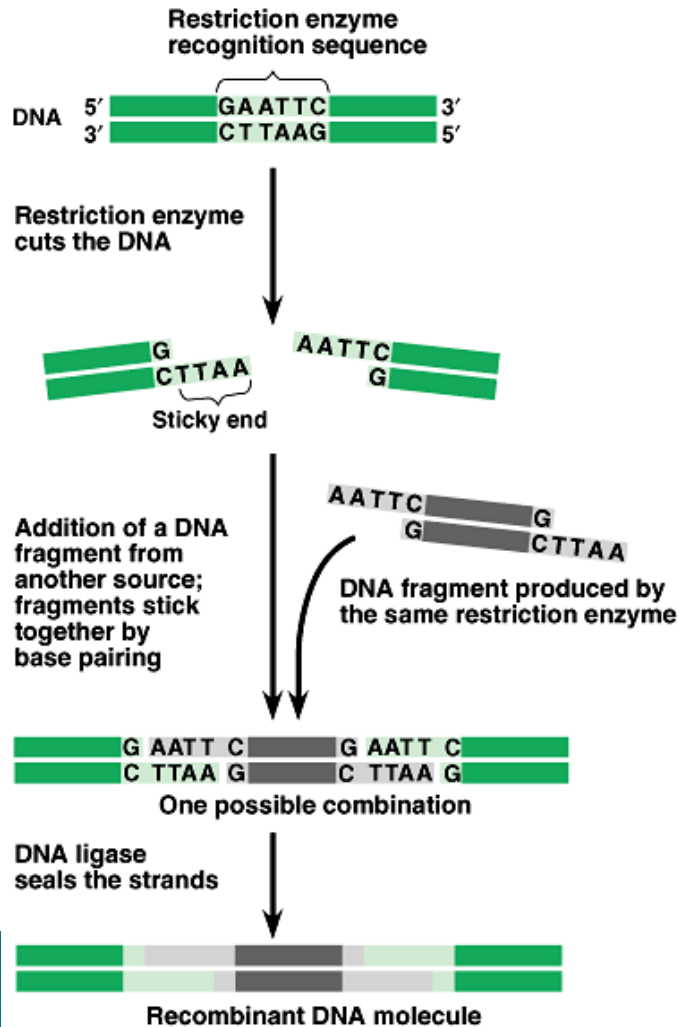 Restriction enzyme
recognition sequence
DNA
5′ GAATTC 3′
3′ CTTAAG 5′
Restriction enzyme
cuts the DNA
G
CTTAA
AATTC
G
Sticky end
AATTC G
G CTTAA
Addition of a DNA
fragment from
another source;
fragments stick
together by
base pairing
DNA fragment produced by
the same restriction enzyme
G AATT C G AATT C
C TTAA G C TTAA G
One possible combination
DNA ligase
seals the strands
Recombinant DNA molecule